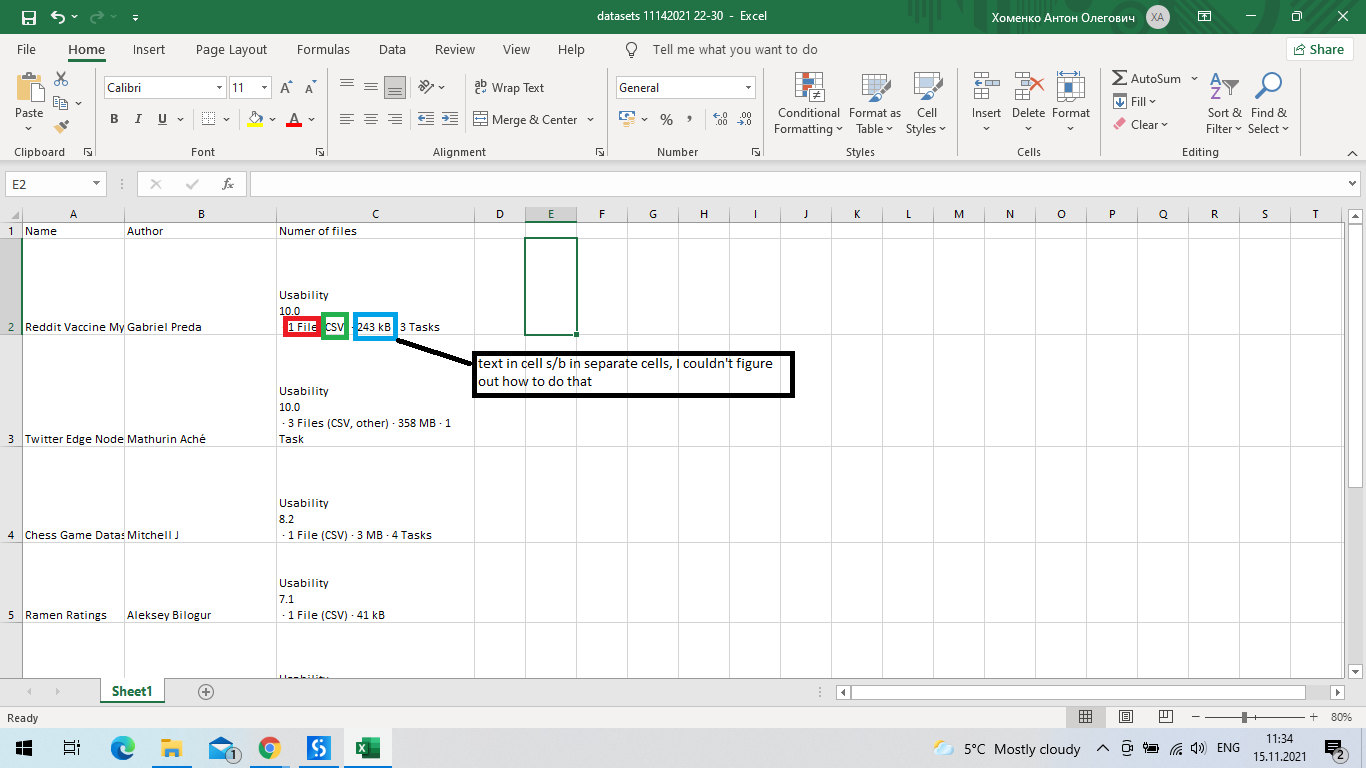 datasets 11142021 22-30 - Excel
Хоменко Антон Олегович
XA
File Home Insert Page Layout Formulas Data Review View Help Tell me what you want to do
Share
Paste
Clipboard
Calibri 11
B I U
Font
Wrap Text
Merge & Center
Alignment
General
Number
Conditional Formatting
Format as Table
Cell Styles
Styles
Insert Delete Format
Cells
AutoSum
Fill
Clear
Sort & Filter
Find & Select
Editing
E2
fx
A B C D E F G H I J K L M N O P Q R S T
1 Name Author Numer of files
Usability
10.0
2 Reddit Vaccine My Gabriel Preda · 1 File (CSV) · 243 kB · 3 Tasks
text in cell s/b in separate cells, I couldn't figure
out how to do that
Usability
10.0
· 3 Files (CSV, other) · 358 MB · 1
3 Twitter Edge Node Mathurin Aché Task
Usability
8.2
4 Chess Game Datas Mitchell J · 1 File (CSV) · 3 MB · 4 Tasks
Usability
7.1
5 Ramen Ratings Aleksey Bilogur · 1 File (CSV) · 41 kB
Usability
Sheet1
Ready
80%
1
5°C Mostly cloudy
ENG
11:34
15.11.2021
2